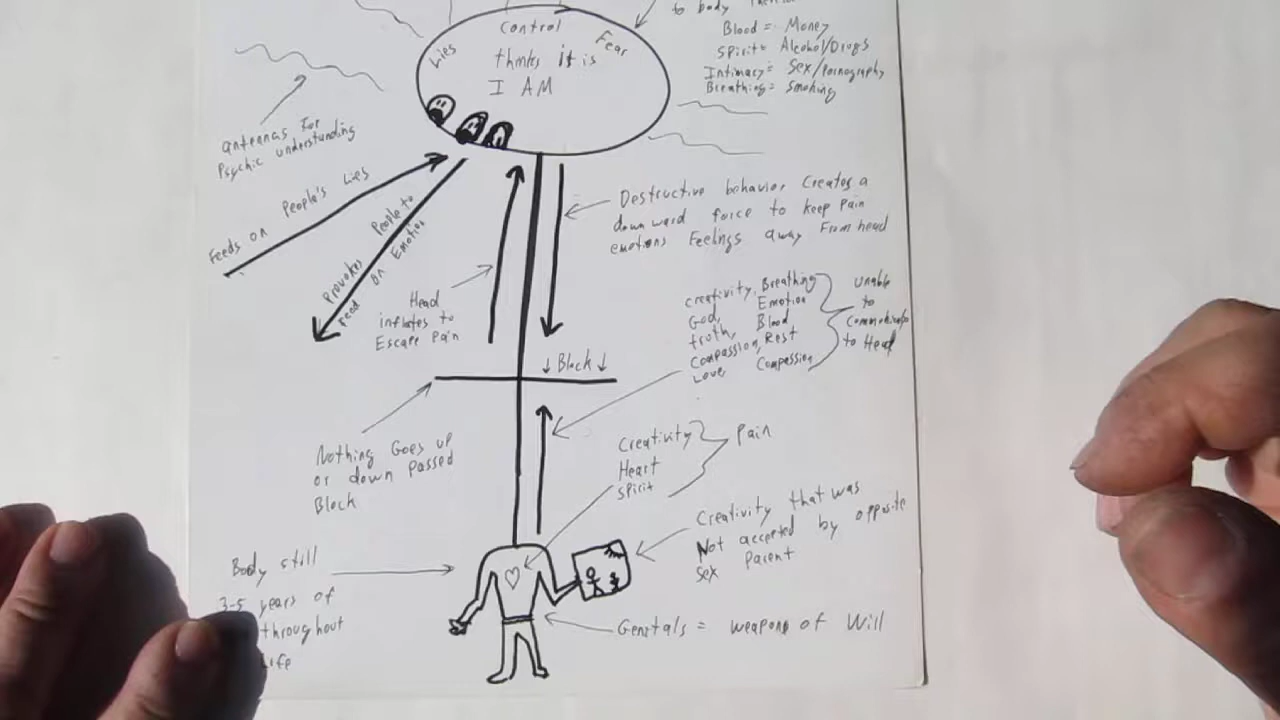 to body
Blood = Money
Spirit = Alcohol/Drugs
Intimacy = Sex/Pornography
Breathing = Smoking
Control
Lies
Fear
thinks it is
I AM
antennas For
Psychic understanding
Feeds on People's Lies
Provokes People to
Feed on Emotion
Head
inflates to
Escape Pain
Destructive behavior Creates a
downward force to keep pain
emotions Feelings away From head
creativity, Breathing
God, Emotion
troth, Blood
Compassion, Rest
Love Compassion
unable
to
to Head
↓ Block ↓
Nothing Goes up
or down passed
Block
Creativity
Heart
Spirit
Pain
Creativity that was
Not accepted by opposite
Sex Parent
Body still
3-5 years of
throughout
Life
Genitals = weapons of Will